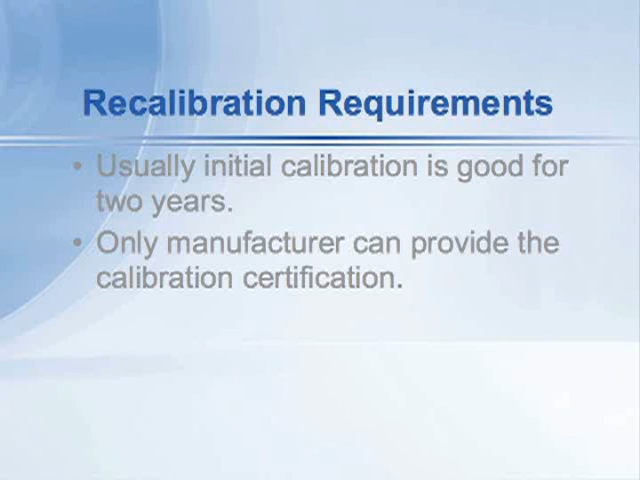 Recalibration Requirements
• Usually initial calibration is good for
two years.
• Only manufacturer can provide the
calibration certification.